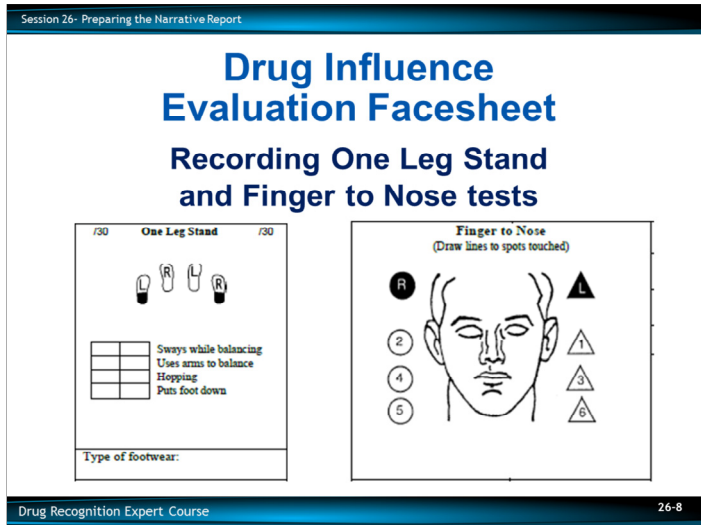 Session 26- Preparing the Narrative Report
Drug Influence
Evaluation Facesheet
Recording One Leg Stand
and Finger to Nose tests
/30 One Leg Stand /30
L R L R
Sways while balancing
Uses arms to balance
Hopping
Puts foot down
Type of footwear:
Finger to Nose
(Draw lines to spots touched)
R L
2 1
4 3
5 6
Drug Recognition Expert Course
26-8